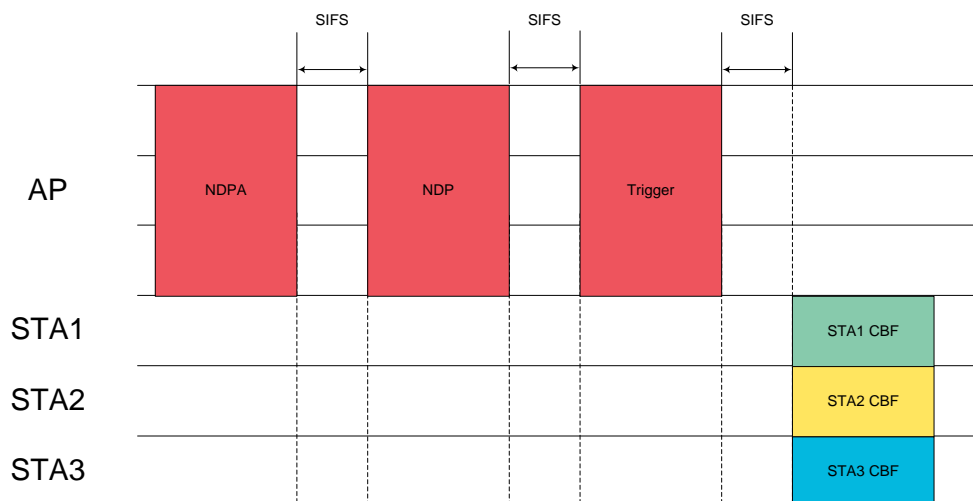 SIFS
SIFS
SIFS
AP
NDPA
NDP
Trigger
STA1
STA1 CBF
STA2
STA2 CBF
STA3
STA3 CBF